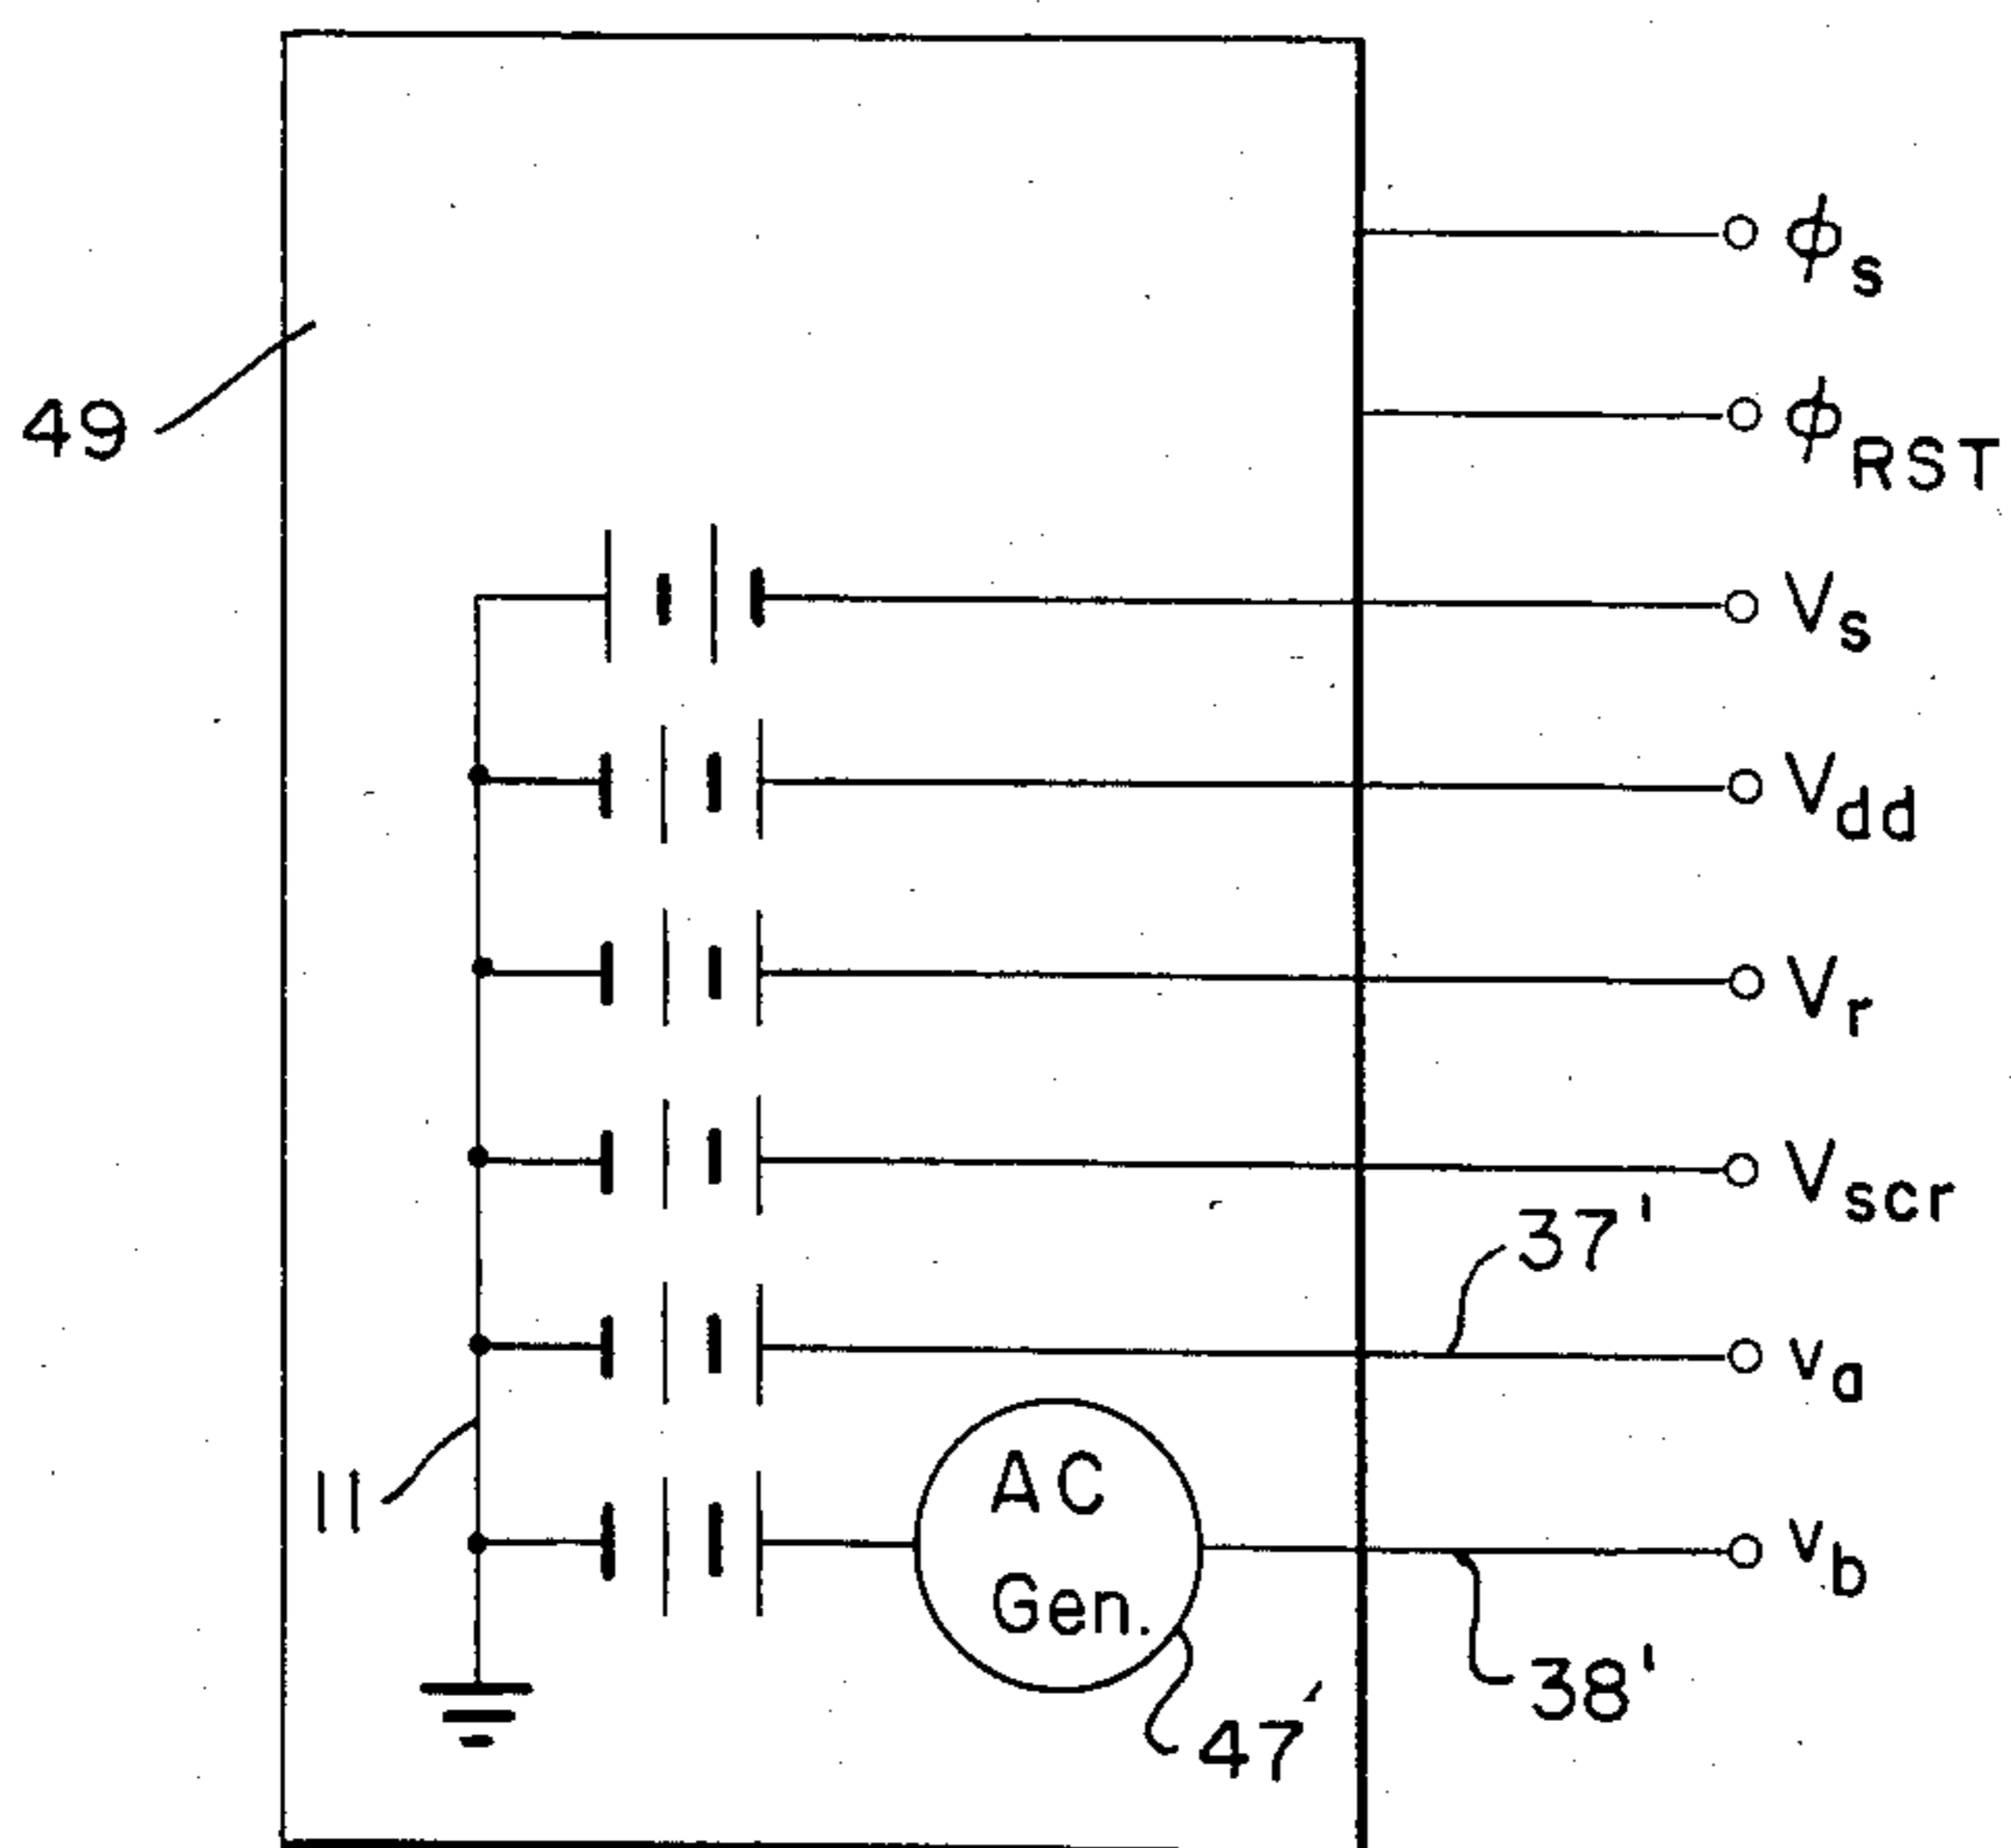 ϕs
49
ϕRST
Vs
Vdd
Vr
Vscr
37'
va
11
AC
Gen.
vb
38'
47'